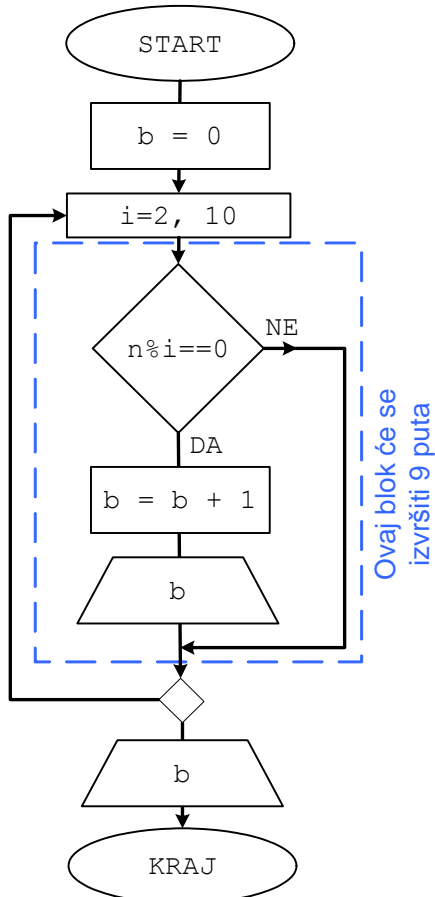 START
b = 0
i=2, 10
n%i==0
NE
DA
b = b + 1
b
Ovaj blok će se
izvršiti 9 puta
b
KRAJ